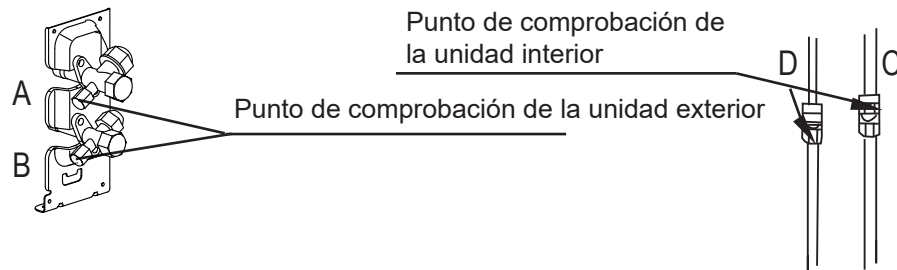 Punto de comprobación de
la unidad interior
D
C
A
Punto de comprobación de la unidad exterior
B